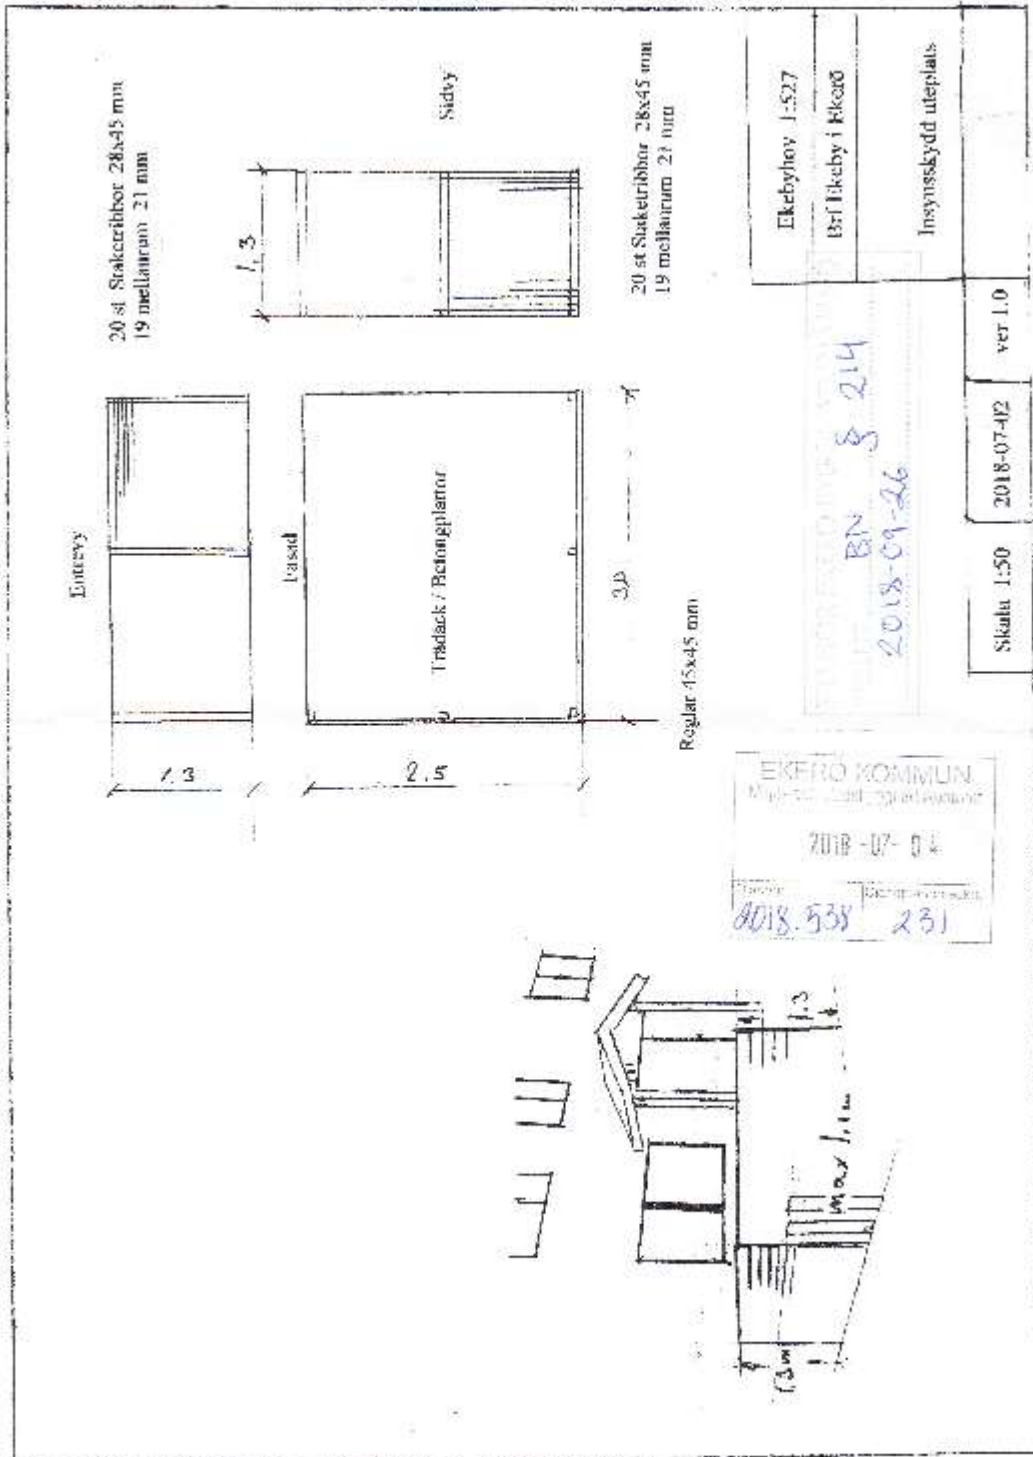 Entrevy
20 st Staketribbor 28x45 mm
19 mellanrum 21 mm
1.3
1,3
Sidvy
Fasad
2.5
Trädäck / Betongplattor
20 st Staketribbor 28x45 mm
19 mellanrum 21 mm
3,0
Reglar 45x45 mm
1,3 m
max 1,1 m
1.3
EKERÖ KOMMUN
2018 -07- 04
2018.538
231
BN § 214
2018-09-26
Ekebyhov 1:527
Brf Ekeby i Ekerö
Insynsskydd uteplats
Skala 1:50
2018-07-02
ver 1.0